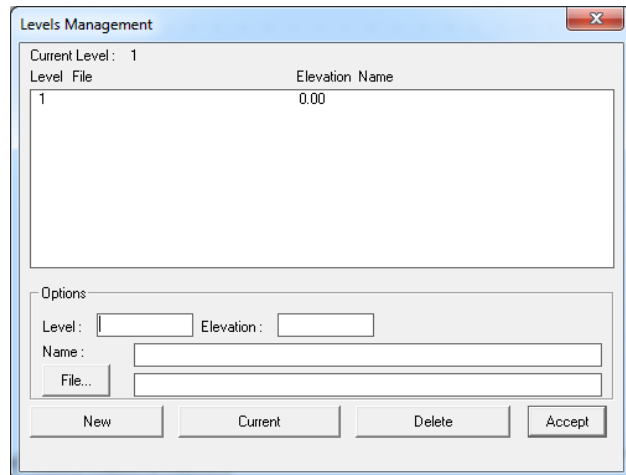 Levels Management
Current Level : 1
Level File Elevation Name
1 0.00
Options
Level : Elevation :
Name :
File...
New Current Delete Accept